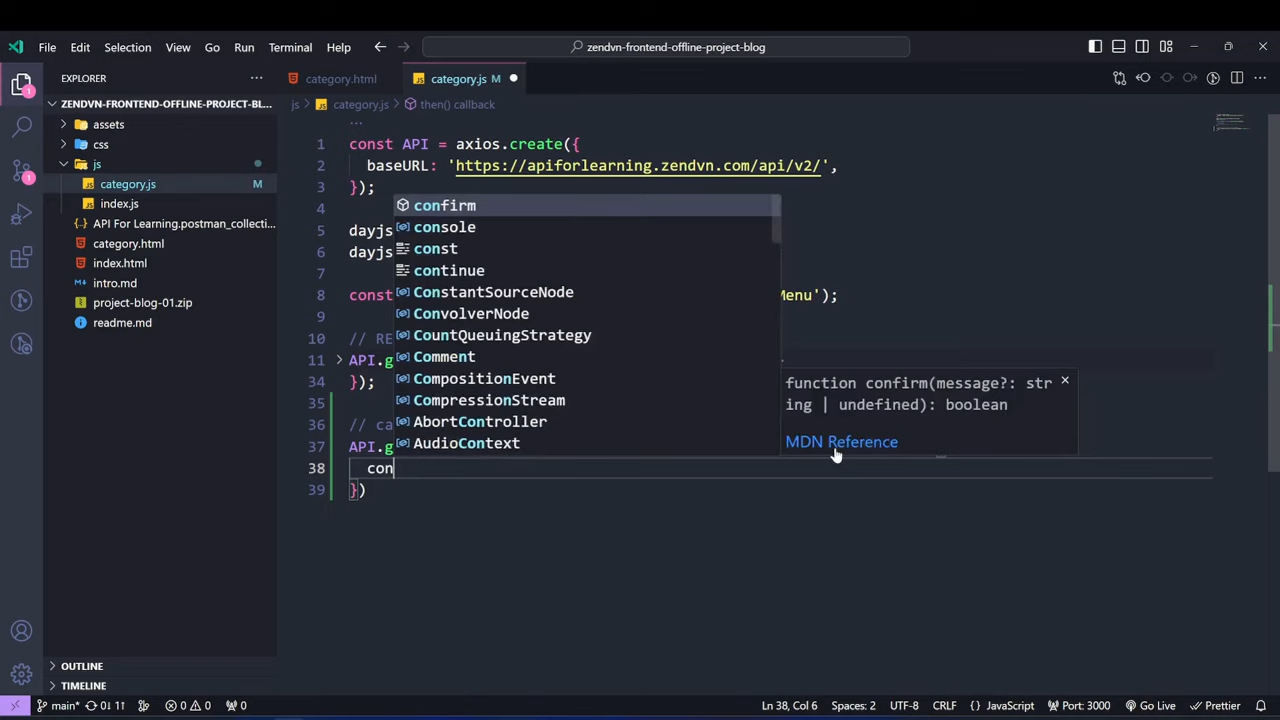 File Edit Selection View Go Run Terminal Help
zendvn-frontend-offline-project-blog
EXPLORER
category.html
category.js M
ZENDVN-FRONTEND-OFFLINE-PROJECT-BL...
assets
css
js
category.js M
index.js
API For Learning.postman_collecti...
category.html
index.html
intro.md
project-blog-01.zip
readme.md
OUTLINE
TIMELINE
js > category.js > then() callback
1 const API = axios.create({
2 baseURL: 'https://apiforlearning.zendvn.com/api/v2/',
3 });
4
5 dayjs
6 dayjs
7
8 const Menu');
9
10 // RE
11 API.g
34 });
35
36 // ca
37 API.g
38 con
39 })
confirm
console
const
continue
ConstantSourceNode
ConvolverNode
CountQueuingStrategy
Comment
CompositionEvent
CompressionStream
AbortController
AudioContext
function confirm(message?: str
ing | undefined): boolean
MDN Reference
main* 0↓ 1↑ 0 0 0 Ln 38, Col 6 Spaces: 2 UTF-8 CRLF {} JavaScript Go Live Port: 3000 Prettier